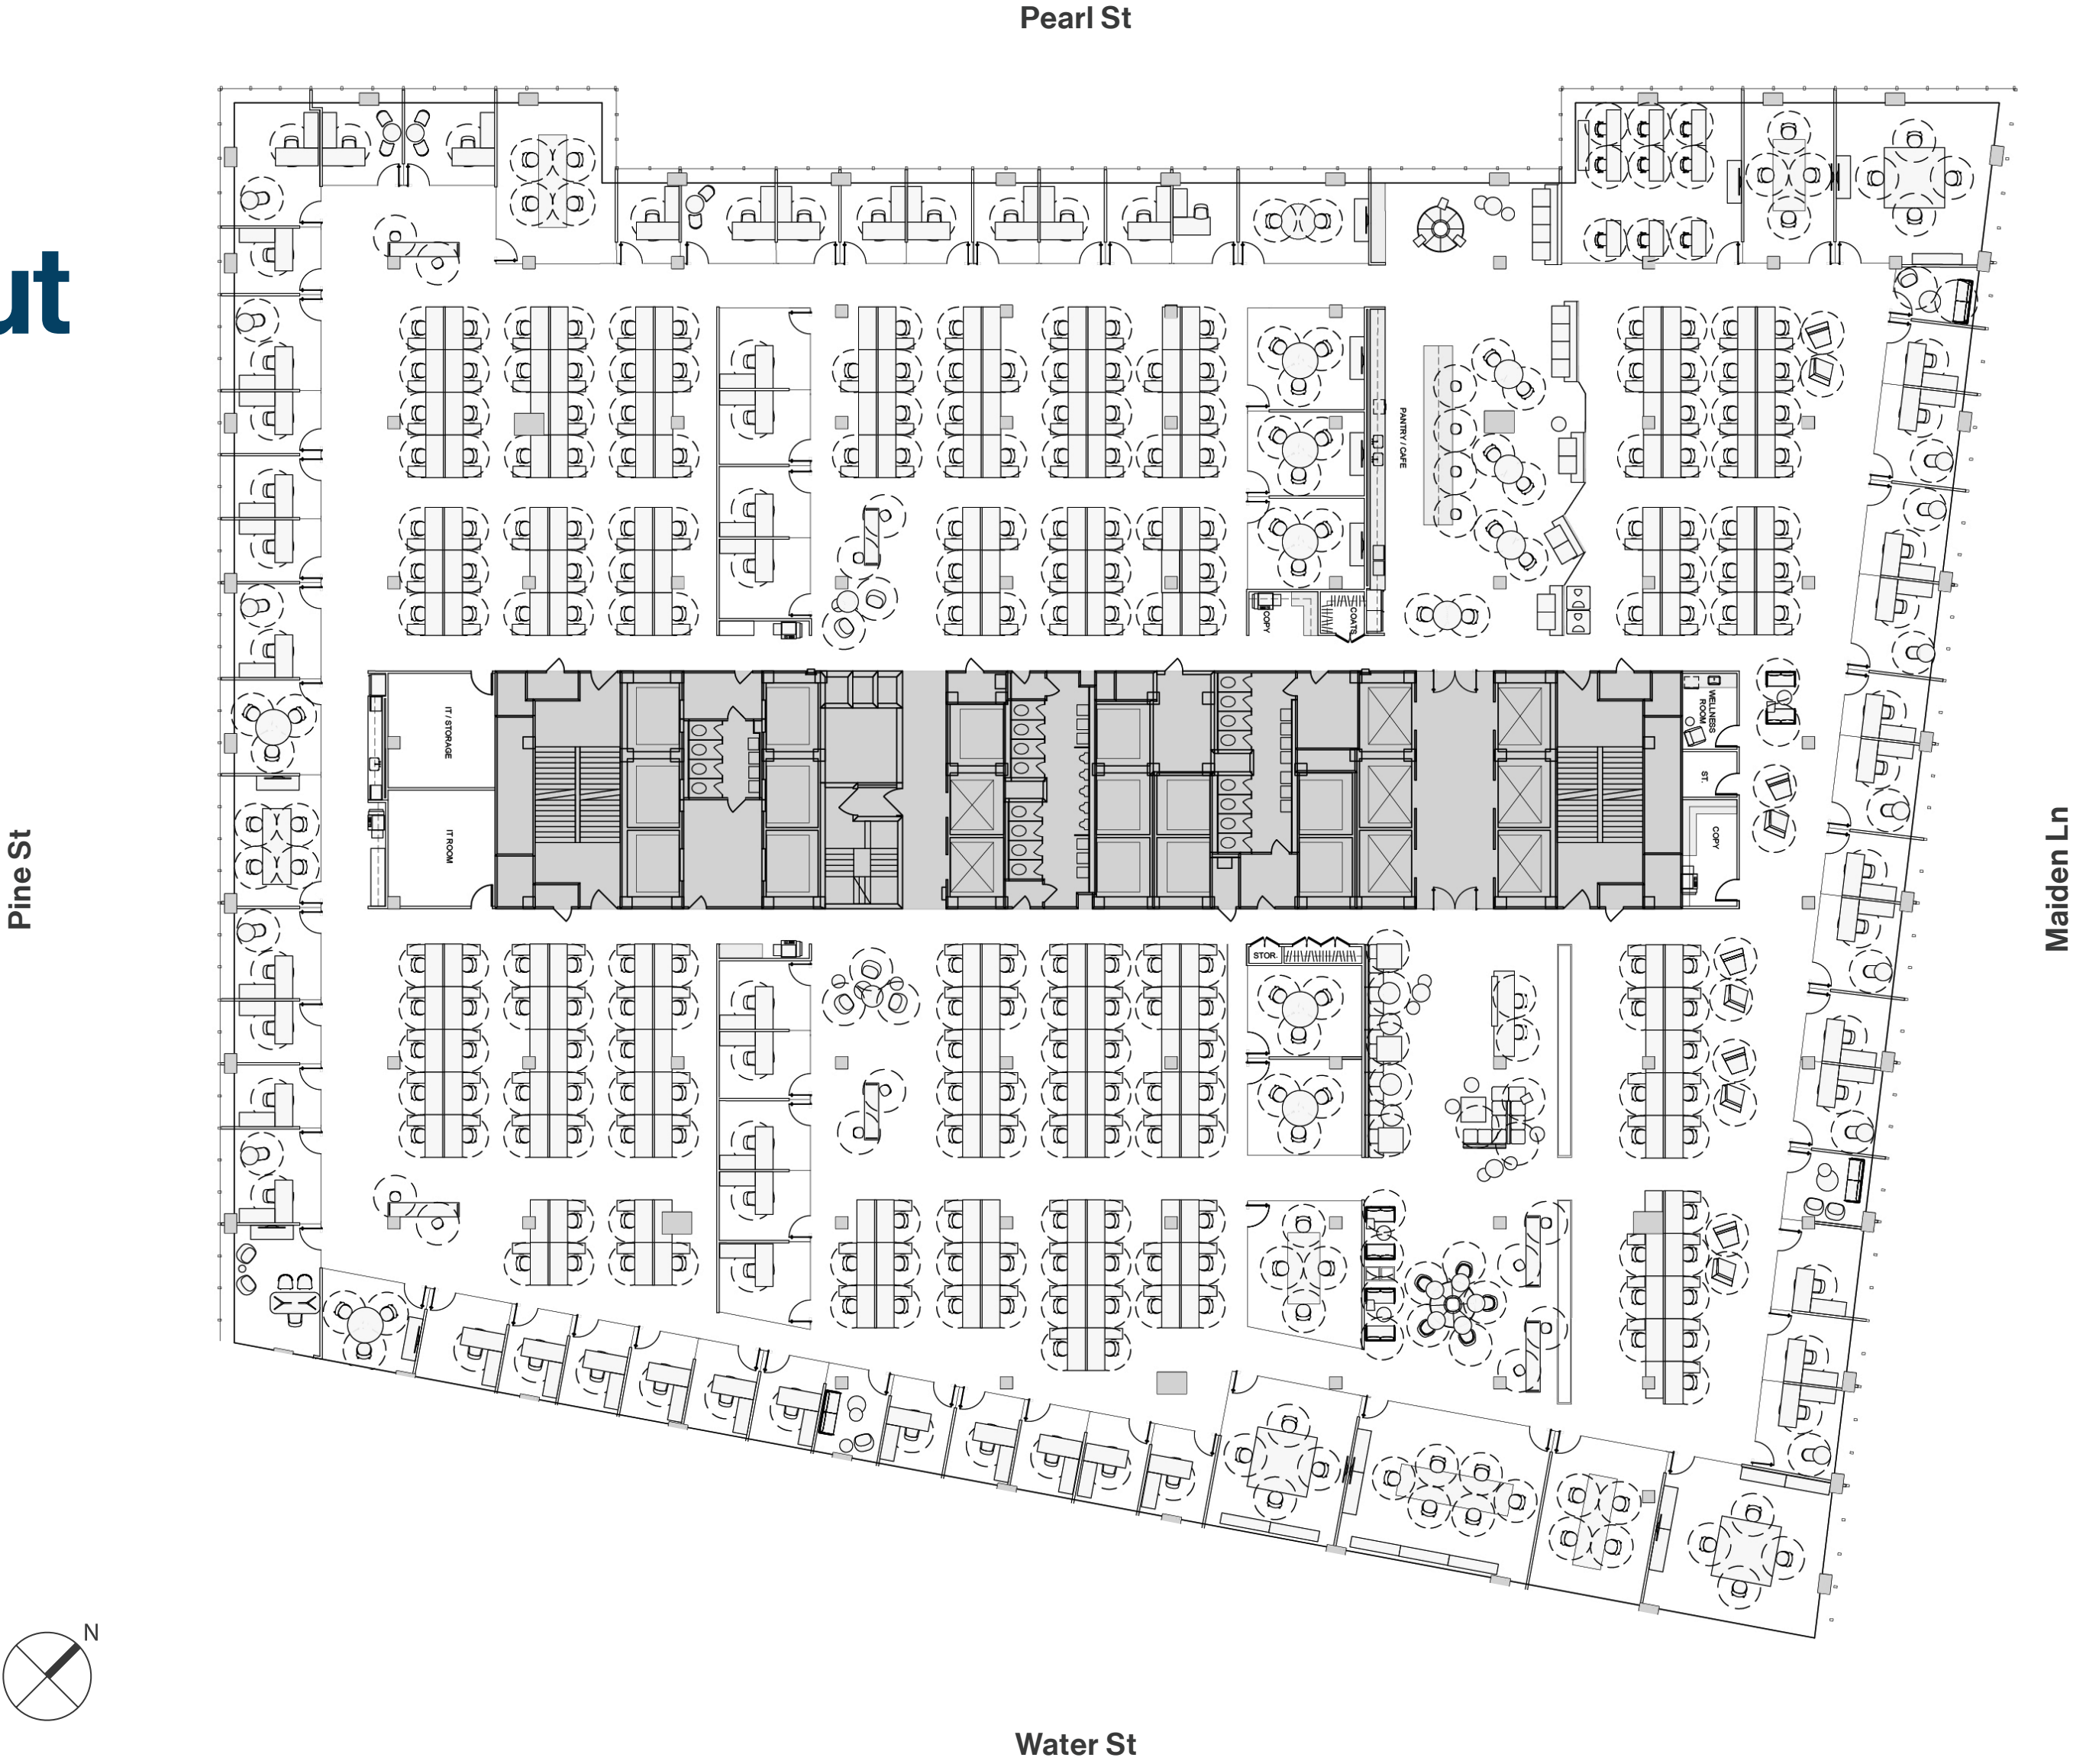 Pearl St
ut
PANTRY / CAFE
COPY
COATS
IT / STORAGE
WELLNESS
ROOM
ST.
IT ROOM
COPY
Pine St
Maiden Ln
STOR.
N
Water St